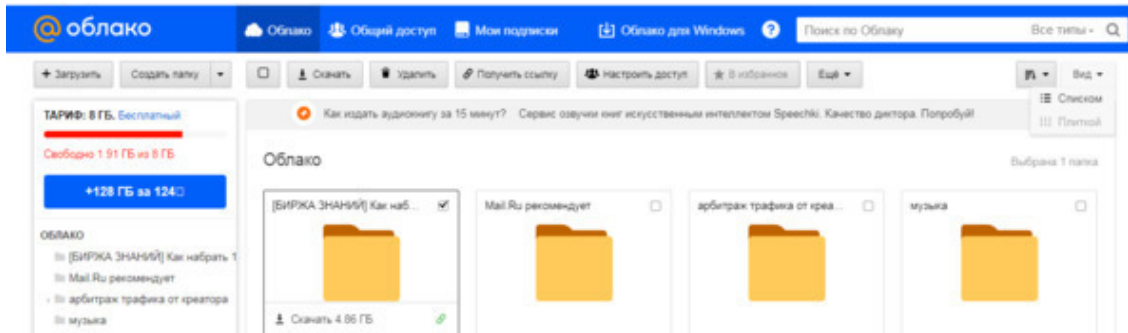 облако Облако Общий доступ Мои подписки Облако для Windows ? Поиск по Облаку Все типы
+ Загрузить Создать папку Скачать Удалить Получить ссылку Настроить доступ В избранное Ещё Вид
Списком
Плиткой
ТАРИФ: 8 ГБ, Бесплатный
Свободно 1.91 ГБ из 8 ГБ
+128 ГБ за 124
Как издать аудиокнигу за 15 минут? Сервис озвучки книг искусственным интеллектом Speechki. Качество диктора. Попробуй!
Облако
Выбрана 1 папка
[БИРЖА ЗНАНИЙ] Как наб...
Mail.Ru рекомендует
арбитраж трафика от креа...
музыка
Скачать 4.86 ГБ
ОБЛАКО
[БИРЖА ЗНАНИЙ] Как набрать 1
Mail.Ru рекомендует
арбитраж трафика от креатора
музыка